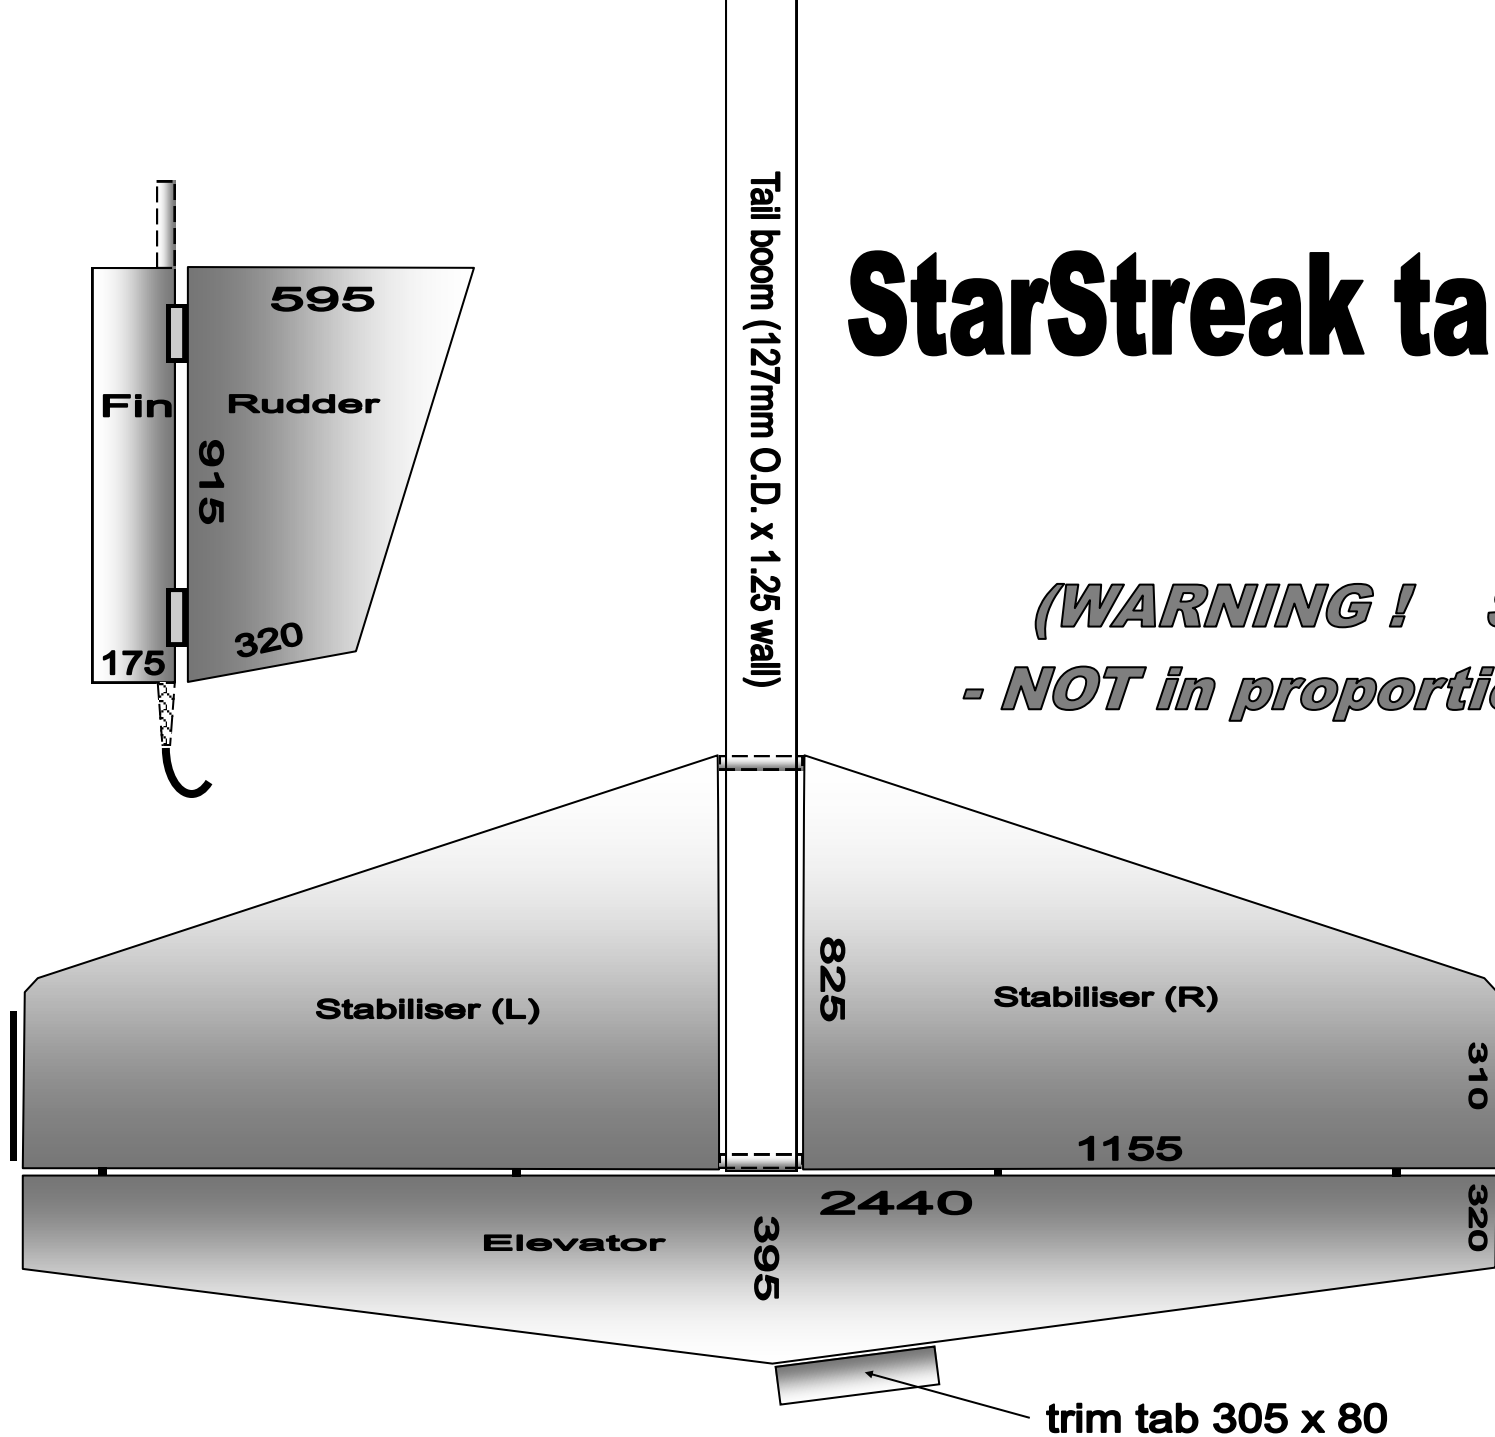 Tail boom (127mm O.D. x 1.25 wall)
StarStreak ta
595
Fin
Rudder
915
320
175
(WARNING !
- NOT in proporti
825
Stabiliser (L)
Stabiliser (R)
310
1155
2440
320
395
Elevator
trim tab 305 x 80